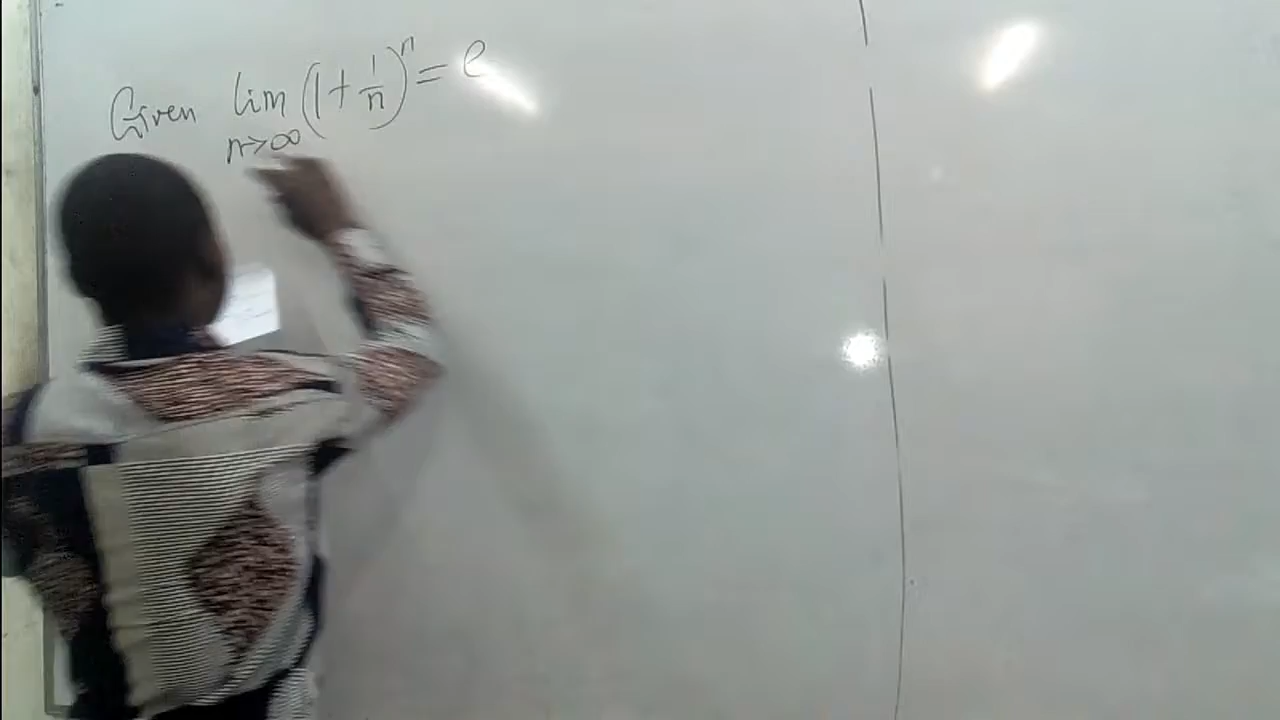 Given lim (1 + 1/n)^n = e
n→∞